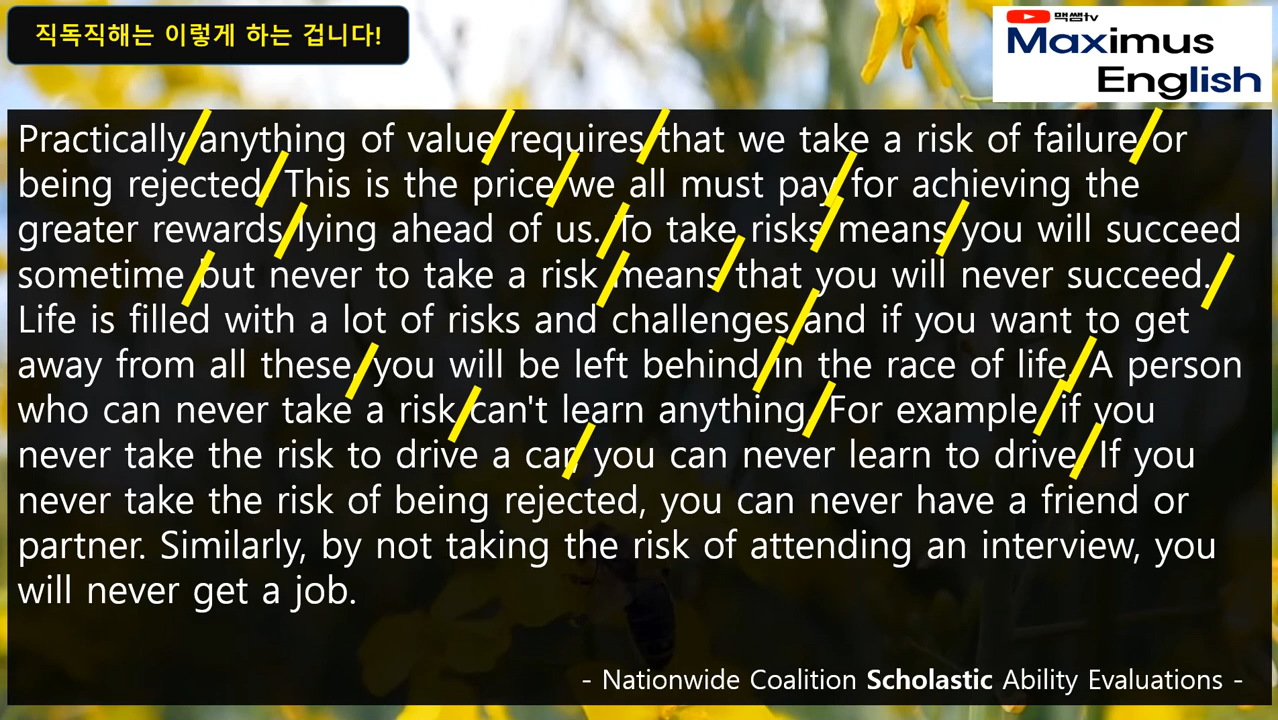 직독직해는 이렇게 하는 겁니다!
맥쌤tv
Maximus
English
Practically anything of value requires that we take a risk of failure or
being rejected. This is the price we all must pay for achieving the
greater rewards lying ahead of us. To take risks means you will succeed
sometime but never to take a risk means that you will never succeed.
Life is filled with a lot of risks and challenges and if you want to get
away from all these, you will be left behind in the race of life. A person
who can never take a risk can't learn anything. For example, if you
never take the risk to drive a car, you can never learn to drive. If you
never take the risk of being rejected, you can never have a friend or
partner. Similarly, by not taking the risk of attending an interview, you
will never get a job.
- Nationwide Coalition Scholastic Ability Evaluations -